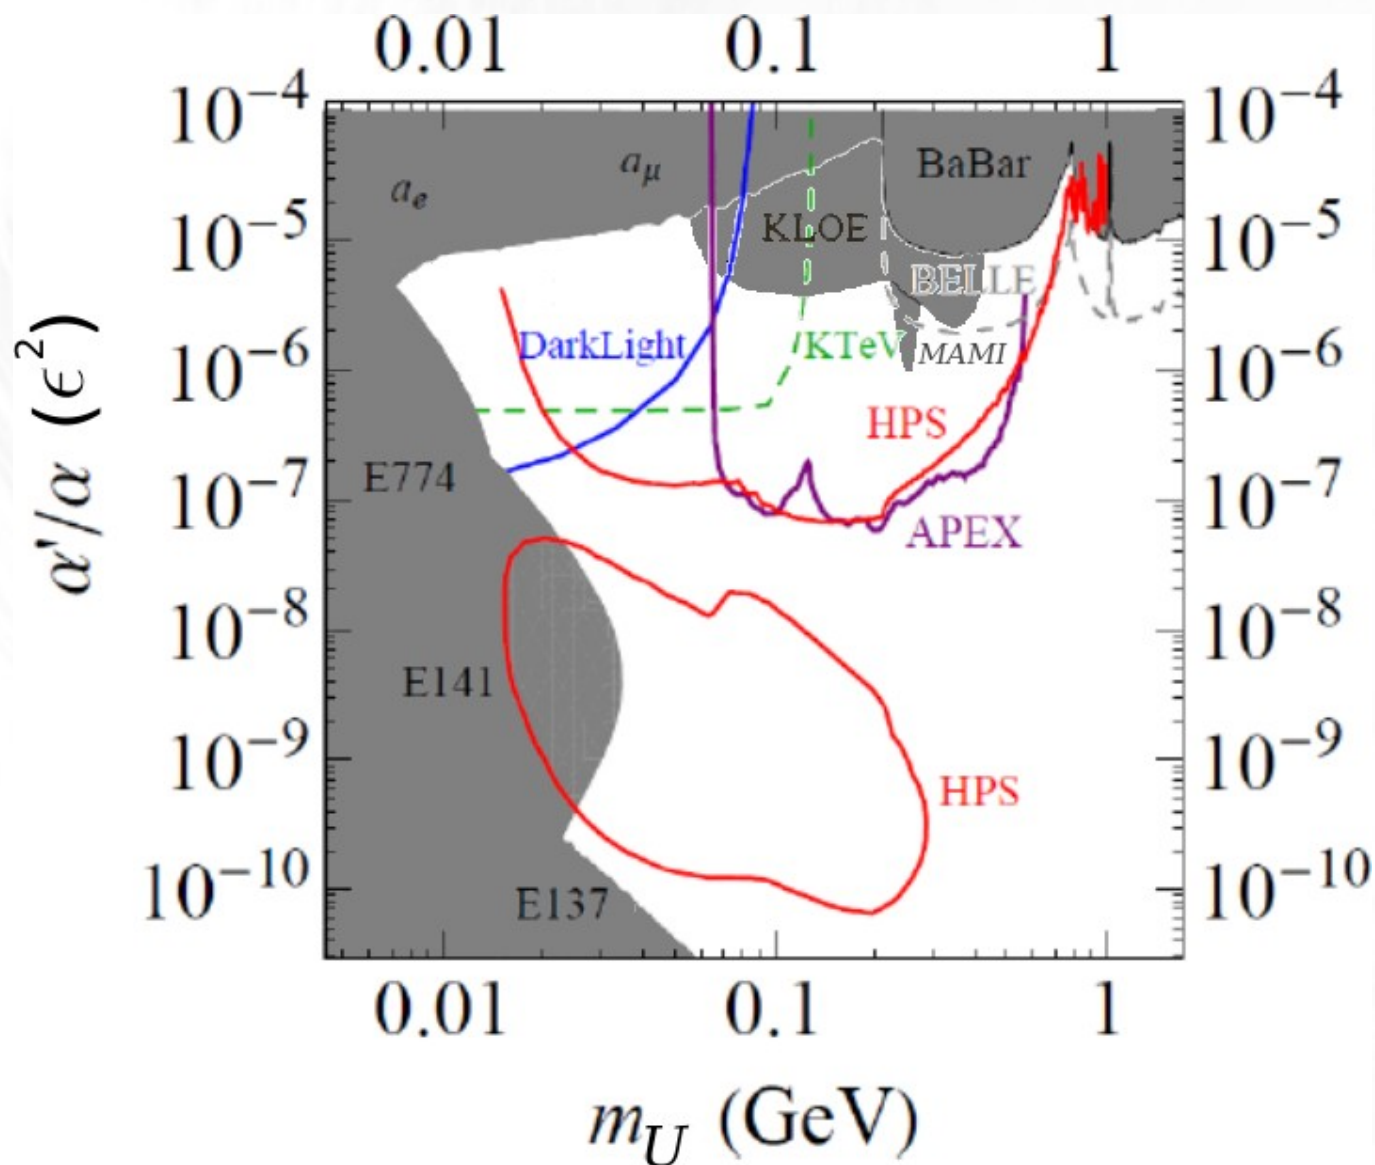 0.01 0.1 1
10⁻⁴ 10⁻⁴
BaBar
a_μ
a_e
KLOE
10⁻⁵ 10⁻⁵
BELLE
DarkLight KTeV MAMI
10⁻⁶ 10⁻⁶
α'/α (ϵ²)
HPS
E774
10⁻⁷ 10⁻⁷
APEX
10⁻⁸ 10⁻⁸
E141
10⁻⁹ 10⁻⁹
HPS
10⁻¹⁰ 10⁻¹⁰
E137
0.01 0.1 1
m_U (GeV)